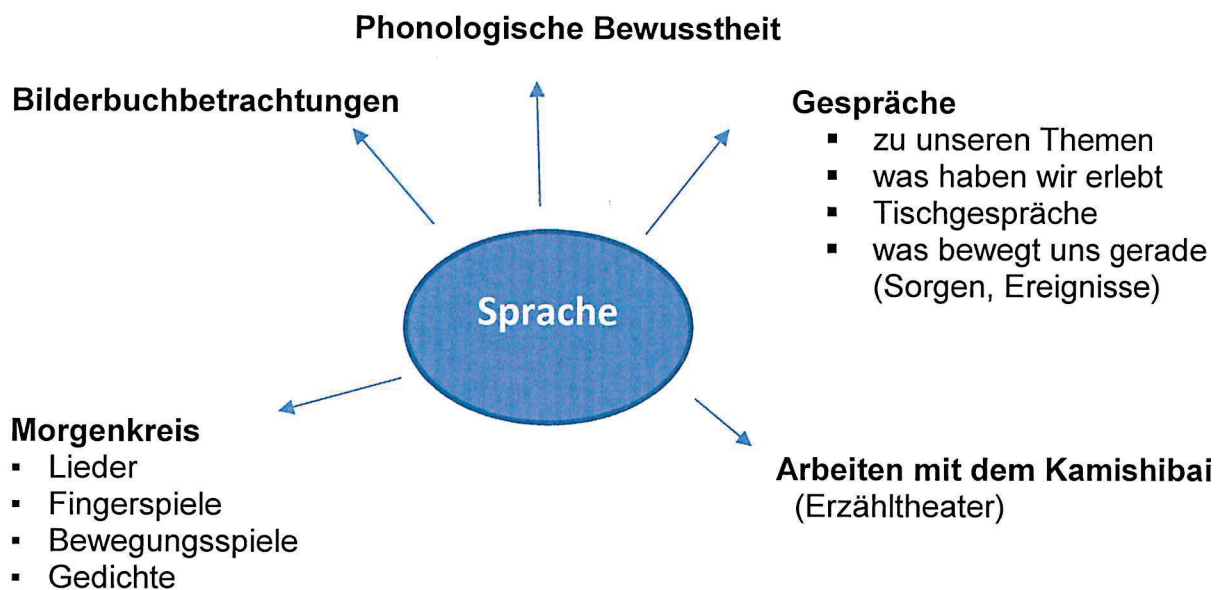 Phonologische Bewusstheit
Bilderbuchbetrachtungen
Gespräche
▪ zu unseren Themen
▪ was haben wir erlebt
▪ Tischgespräche
▪ was bewegt uns gerade
(Sorgen, Ereignisse)
Sprache
Morgenkreis
▪ Lieder
▪ Fingerspiele
▪ Bewegungsspiele
▪ Gedichte
Arbeiten mit dem Kamishibai
(Erzähltheater)